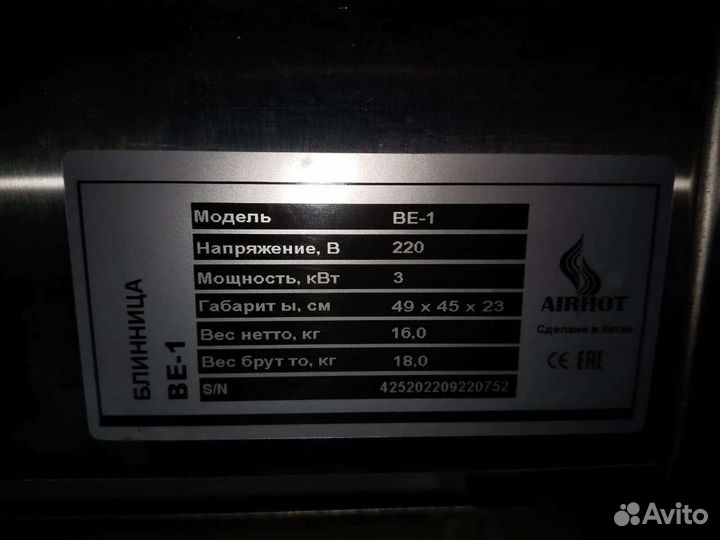 БЛИННИЦА
BE-1
Модель BE-1
Напряжение, В 220
Мощность, кВт 3
Габарит ы, см 49 x 45 x 23
Вес нетто, кг 16,0
Вес брут то, кг 18,0
S/N 425202209220752
AIRHOT
Сделано в Китае
CE EAC
Avito